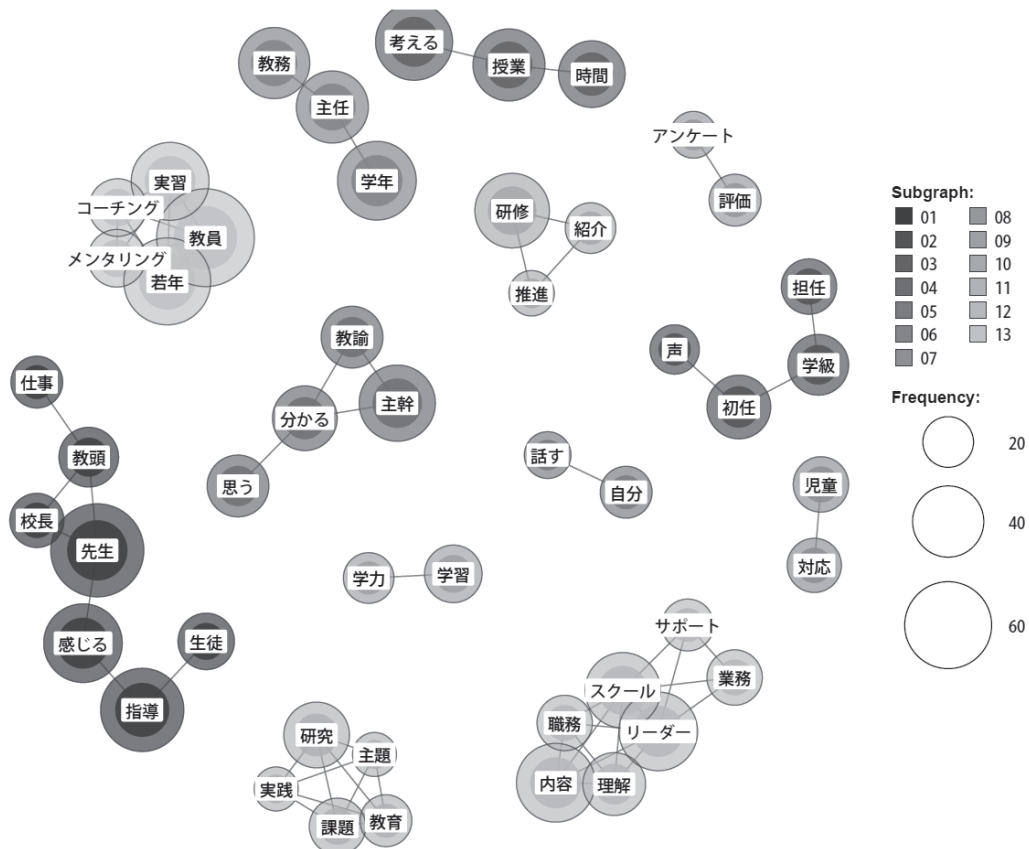 考える
授業
時間
教務
主任
学年
アンケート
評価
実習
コーチング
教員
メンタリング
若年
研修
紹介
推進
担任
学級
声
初任
教諭
主幹
分かる
思う
仕事
教頭
校長
先生
感じる
生徒
指導
話す
自分
児童
対応
学力
学習
サポート
業務
スクール
職務
リーダー
内容
理解
研究
主題
実践
課題
教育
Subgraph:
01
02
03
04
05
06
07
08
09
10
11
12
13
Frequency:
20
40
60